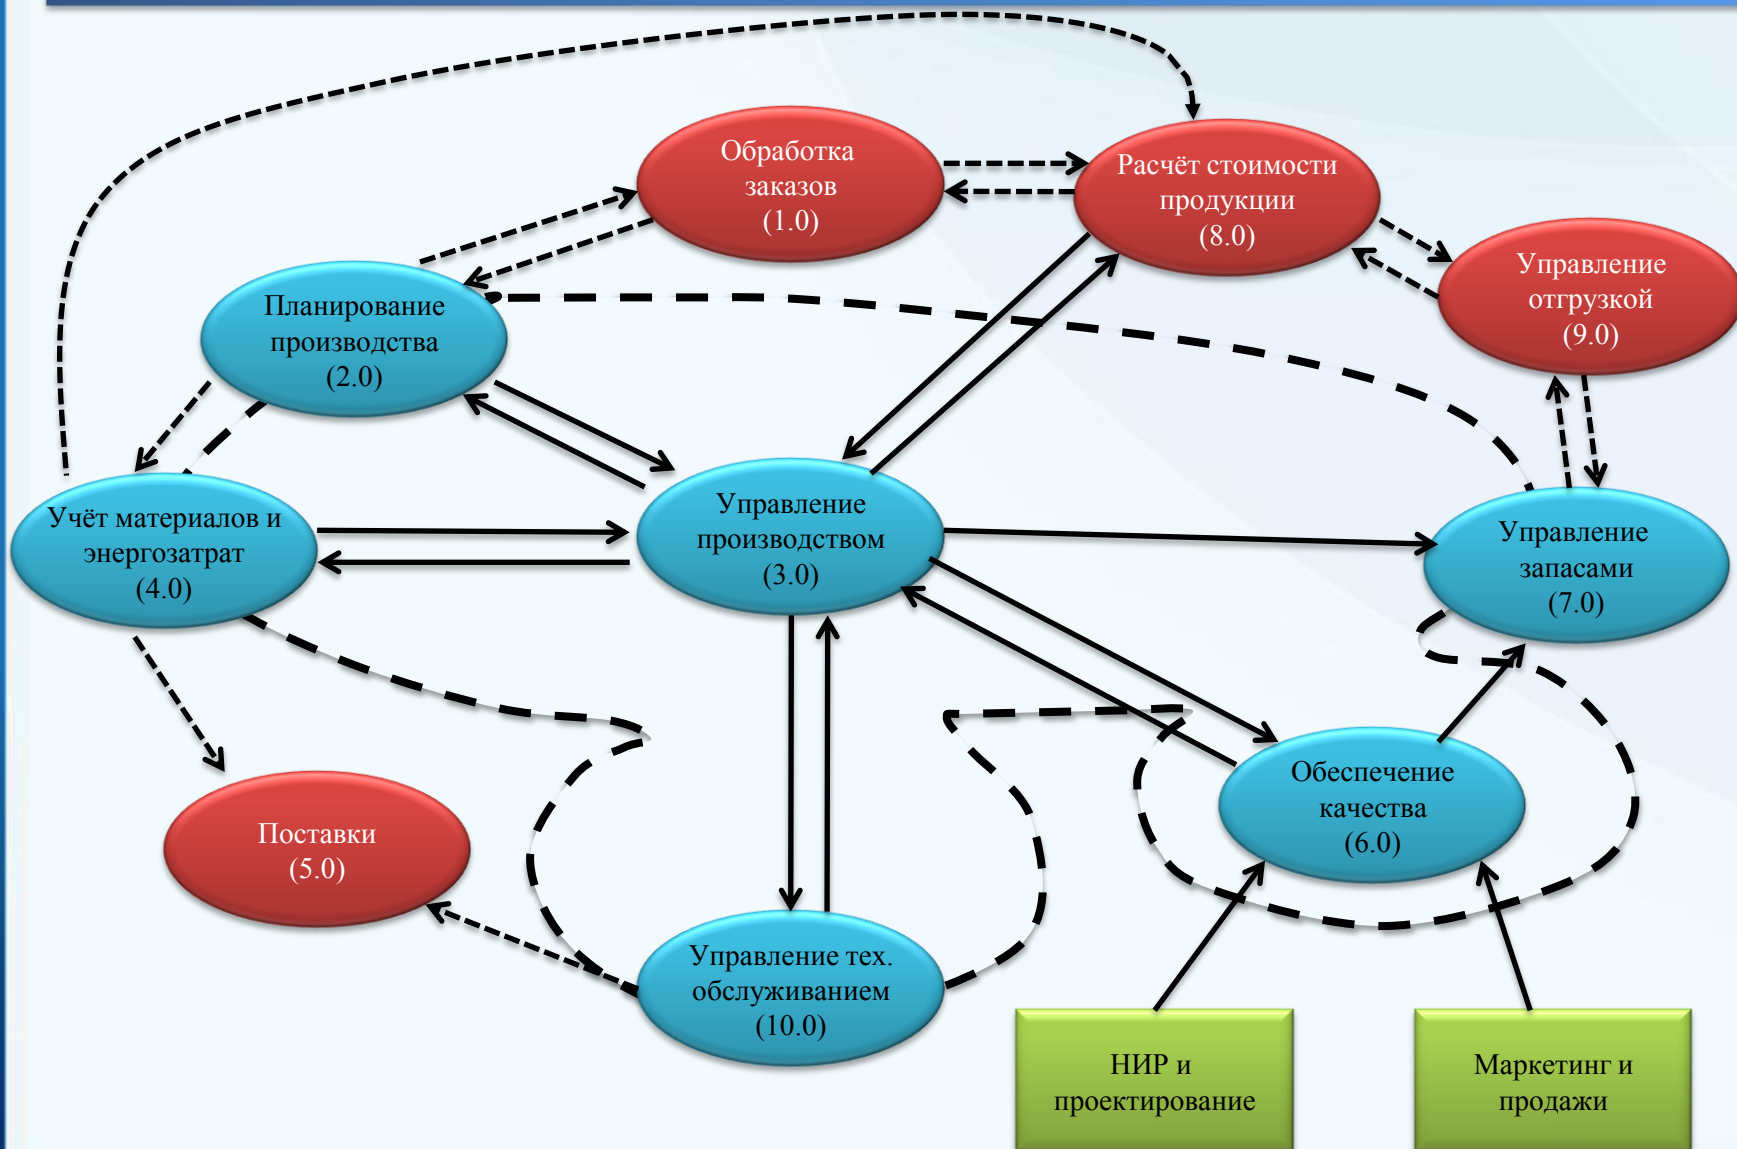 Обработка
заказов
(1.0)
Расчёт стоимости
продукции
(8.0)
Управление
отгрузкой
(9.0)
Планирование
производства
(2.0)
Учёт материалов и
энергозатрат
(4.0)
Управление
производством
(3.0)
Управление
запасами
(7.0)
Обеспечение
качества
(6.0)
Поставки
(5.0)
Управление тех.
обслуживанием
(10.0)
НИР и
проектирование
Маркетинг и
продажи